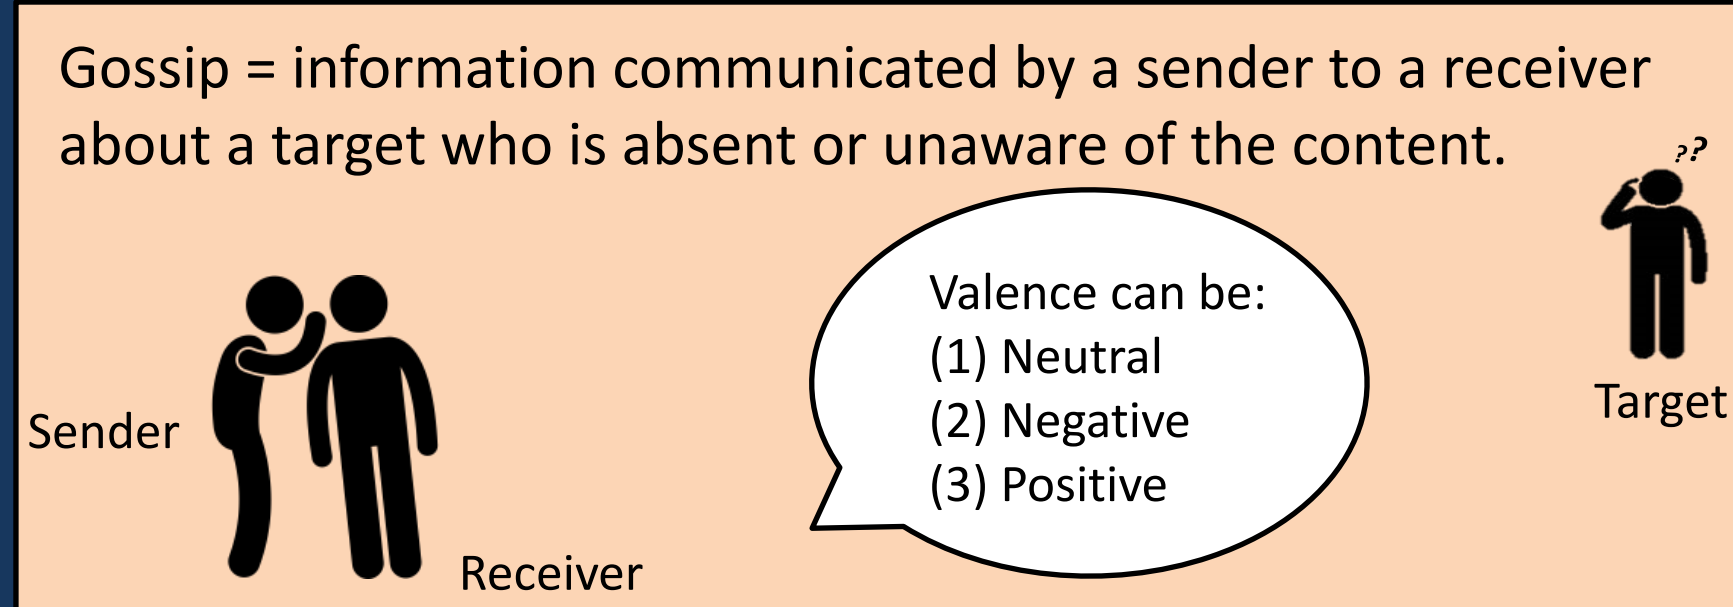 Gossip = information communicated by a sender to a receiver
about a target who is absent or unaware of the content.
??
Valence can be:
(1) Neutral
(2) Negative
(3) Positive
Target
Sender
Receiver